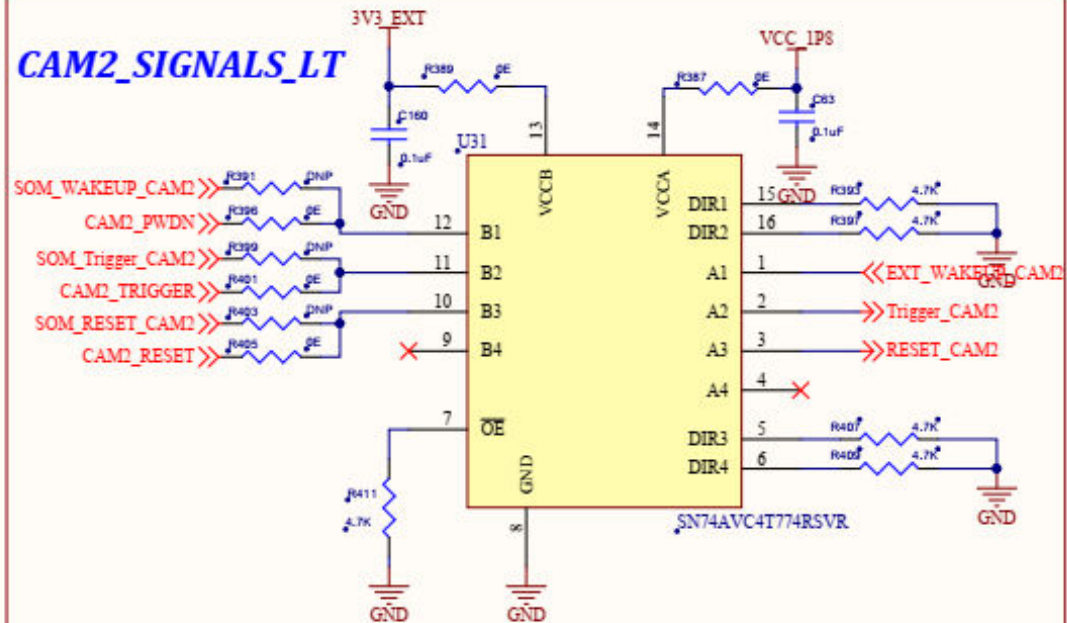 3V3_EXT
CAM2_SIGNALS_LT
VCC_1P8
R389 0E
R387 0E
C160
0.1uF
C63
0.1uF
GND
GND
U31
13
14
VCCB
VCCA
SOM_WAKEUP_CAM2 R391 DNP
CAM2_PWDN R396 0E
SOM_Trigger_CAM2 R399 DNP
CAM2_TRIGGER R401 0E
SOM_RESET_CAM2 R403 DNP
CAM2_RESET R405 0E
12 B1
11 B2
10 B3
9 B4
7 OE
DIR1 15 R393 4.7K
DIR2 16 R397 4.7K
GND
A1 1 EXT_WAKEUP_CAM2
A2 2 Trigger_CAM2
A3 3 RESET_CAM2
A4 4
DIR3 5 R407 4.7K
DIR4 6 R409 4.7K
GND
R411
4.7K
GND
8
SN74AVC4T774RSVR
GND
GND